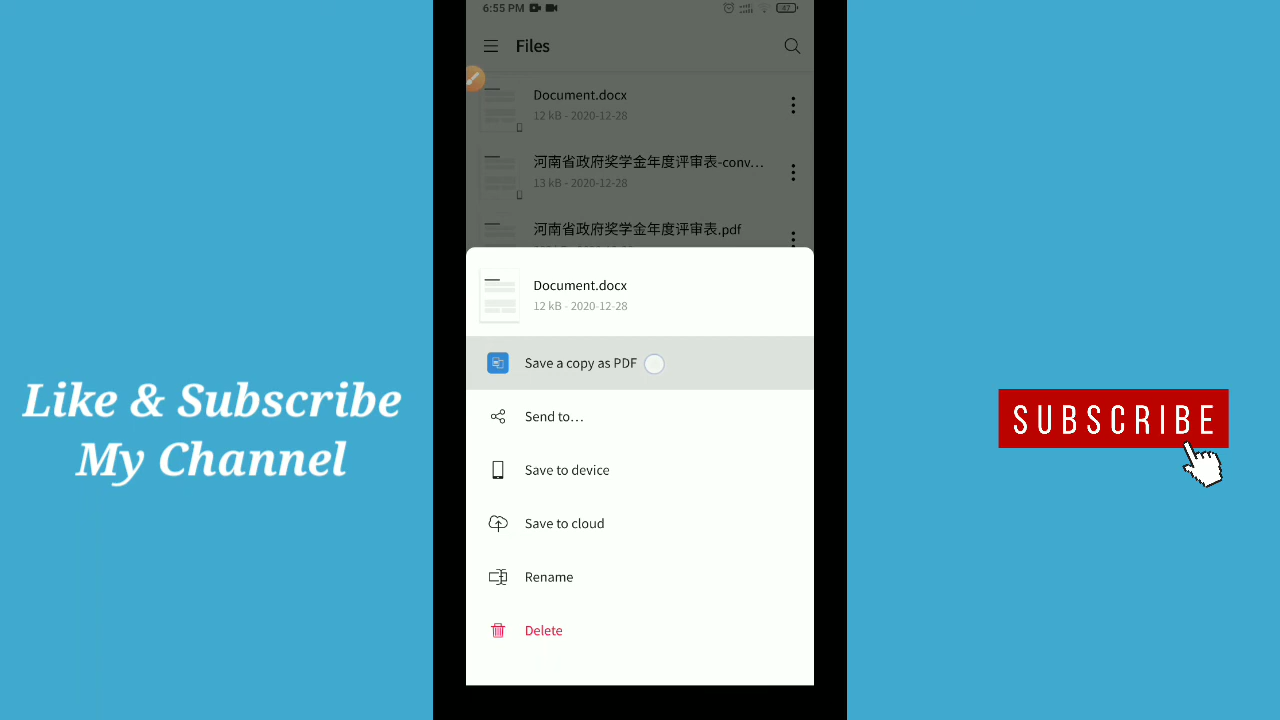 6:55 PM
47
Files
Document.docx
12 kB - 2020-12-28
河南省政府奖学金年度评审表-conv...
13 kB - 2020-12-28
河南省政府奖学金年度评审表.pdf
Document.docx
12 kB - 2020-12-28
Save a copy as PDF
Send to...
Save to device
Save to cloud
Rename
Delete
Like & Subscribe
My Channel
SUBSCRIBE